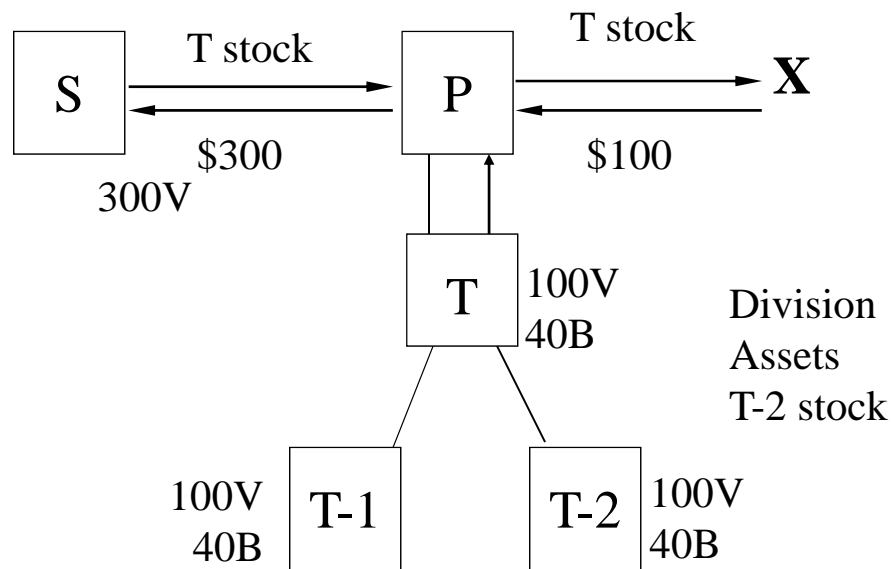 T stock
T stock
S
P
X
$300
$100
300V
T
100V
40B
Division
Assets
T-2 stock
100V
40B
T-1
T-2
100V
40B